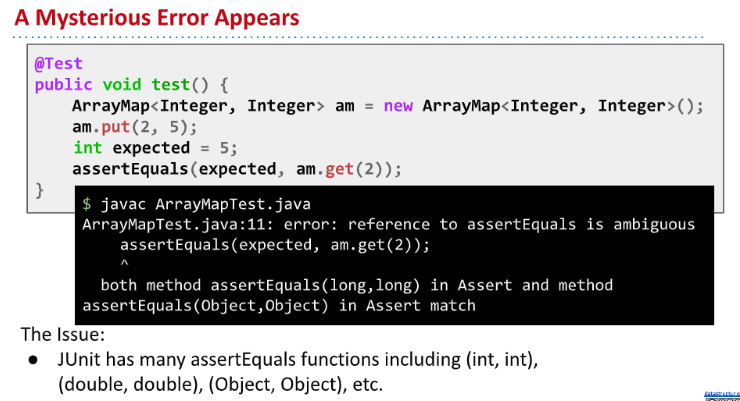 A Mysterious Error Appears
@Test
public void test() {
    ArrayMap<Integer, Integer> am = new ArrayMap<Integer, Integer>();
    am.put(2, 5);
    int expected = 5;
    assertEquals(expected, am.get(2));
}
$ javac ArrayMapTest.java
ArrayMapTest.java:11: error: reference to assertEquals is ambiguous
    assertEquals(expected, am.get(2));
    ^
  both method assertEquals(long,long) in Assert and method
assertEquals(Object,Object) in Assert match
The Issue:
● JUnit has many assertEquals functions including (int, int),
(double, double), (Object, Object), etc.
datastructur.e